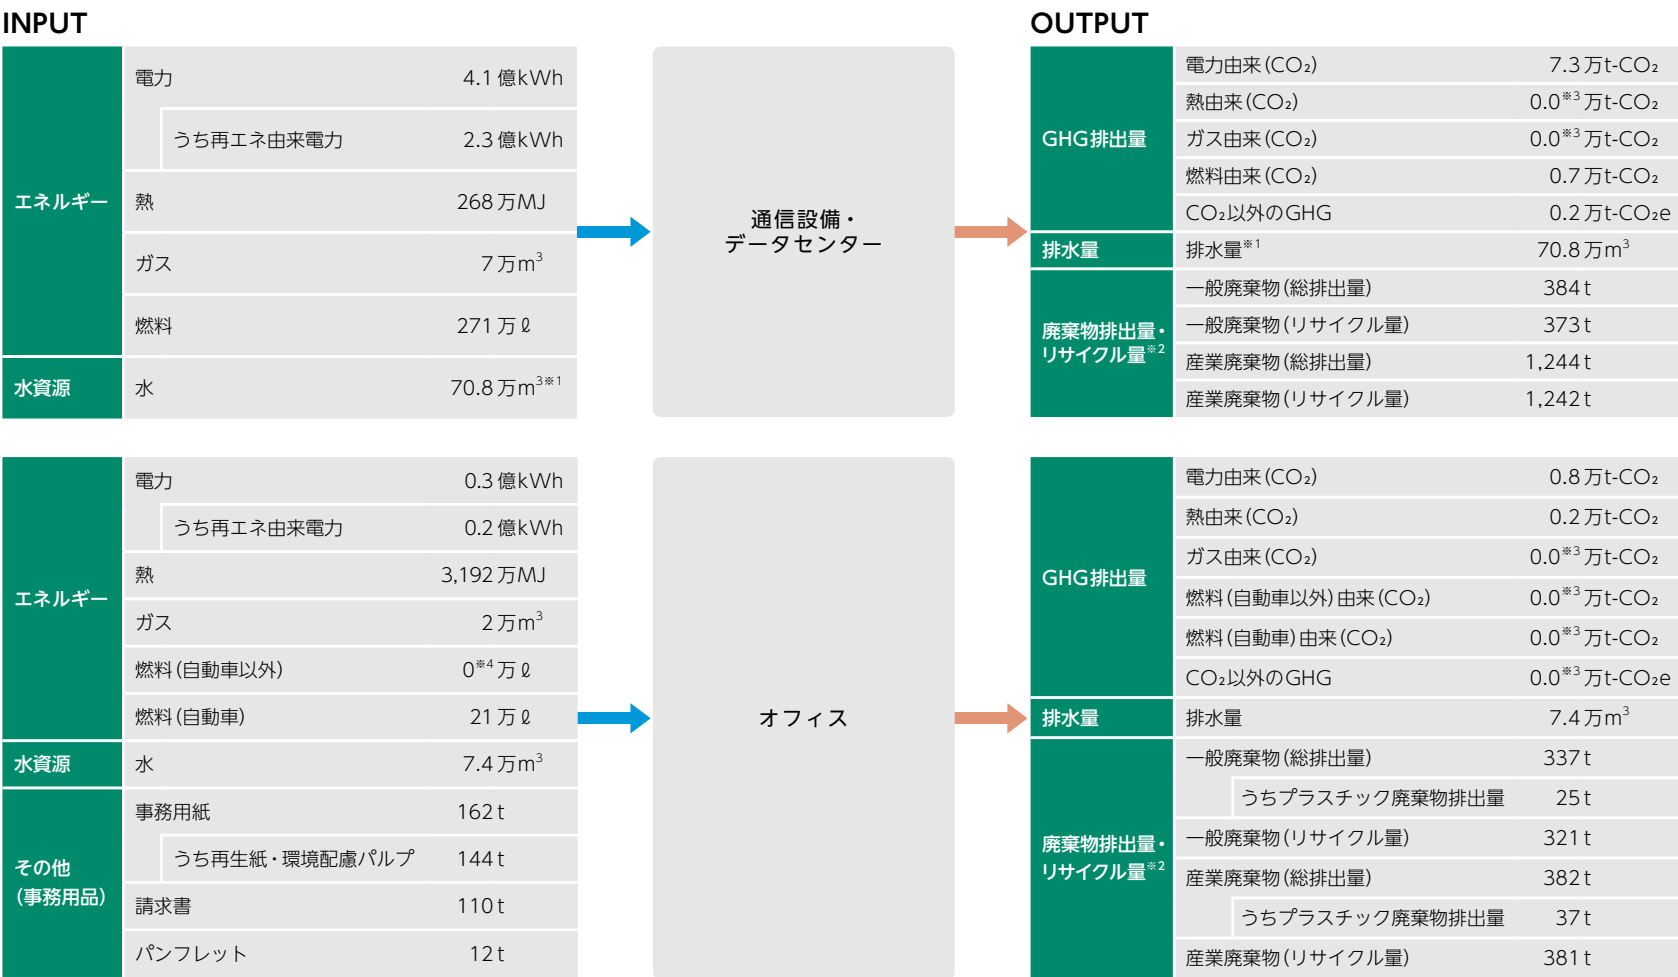 INPUT
エネルギー
電力 4.1億kWh
うち再エネ由来電力 2.3億kWh
熱 268万MJ
ガス 7万m³
燃料 271万ℓ
水資源
水 70.8万m³※1
通信設備・
データセンター
OUTPUT
GHG排出量
電力由来(CO₂) 7.3万t-CO₂
熱由来(CO₂) 0.0※3万t-CO₂
ガス由来(CO₂) 0.0※3万t-CO₂
燃料由来(CO₂) 0.7万t-CO₂
CO₂以外のGHG 0.2万t-CO₂e
排水量
排水量※1 70.8万m³
廃棄物排出量・
リサイクル量※2
一般廃棄物(総排出量) 384t
一般廃棄物(リサイクル量) 373t
産業廃棄物(総排出量) 1,244t
産業廃棄物(リサイクル量) 1,242t
エネルギー
電力 0.3億kWh
うち再エネ由来電力 0.2億kWh
熱 3,192万MJ
ガス 2万m³
燃料(自動車以外) 0※4万ℓ
燃料(自動車) 21万ℓ
水資源
水 7.4万m³
その他
(事務用品)
事務用紙 162t
うち再生紙・環境配慮パルプ 144t
請求書 110t
パンフレット 12t
オフィス
GHG排出量
電力由来(CO₂) 0.8万t-CO₂
熱由来(CO₂) 0.2万t-CO₂
ガス由来(CO₂) 0.0※3万t-CO₂
燃料(自動車以外)由来(CO₂) 0.0※3万t-CO₂
燃料(自動車)由来(CO₂) 0.0※3万t-CO₂
CO₂以外のGHG 0.0※3万t-CO₂e
排水量
排水量 7.4万m³
廃棄物排出量・
リサイクル量※2
一般廃棄物(総排出量) 337t
うちプラスチック廃棄物排出量 25t
一般廃棄物(リサイクル量) 321t
産業廃棄物(総排出量) 382t
うちプラスチック廃棄物排出量 37t
産業廃棄物(リサイクル量) 381t